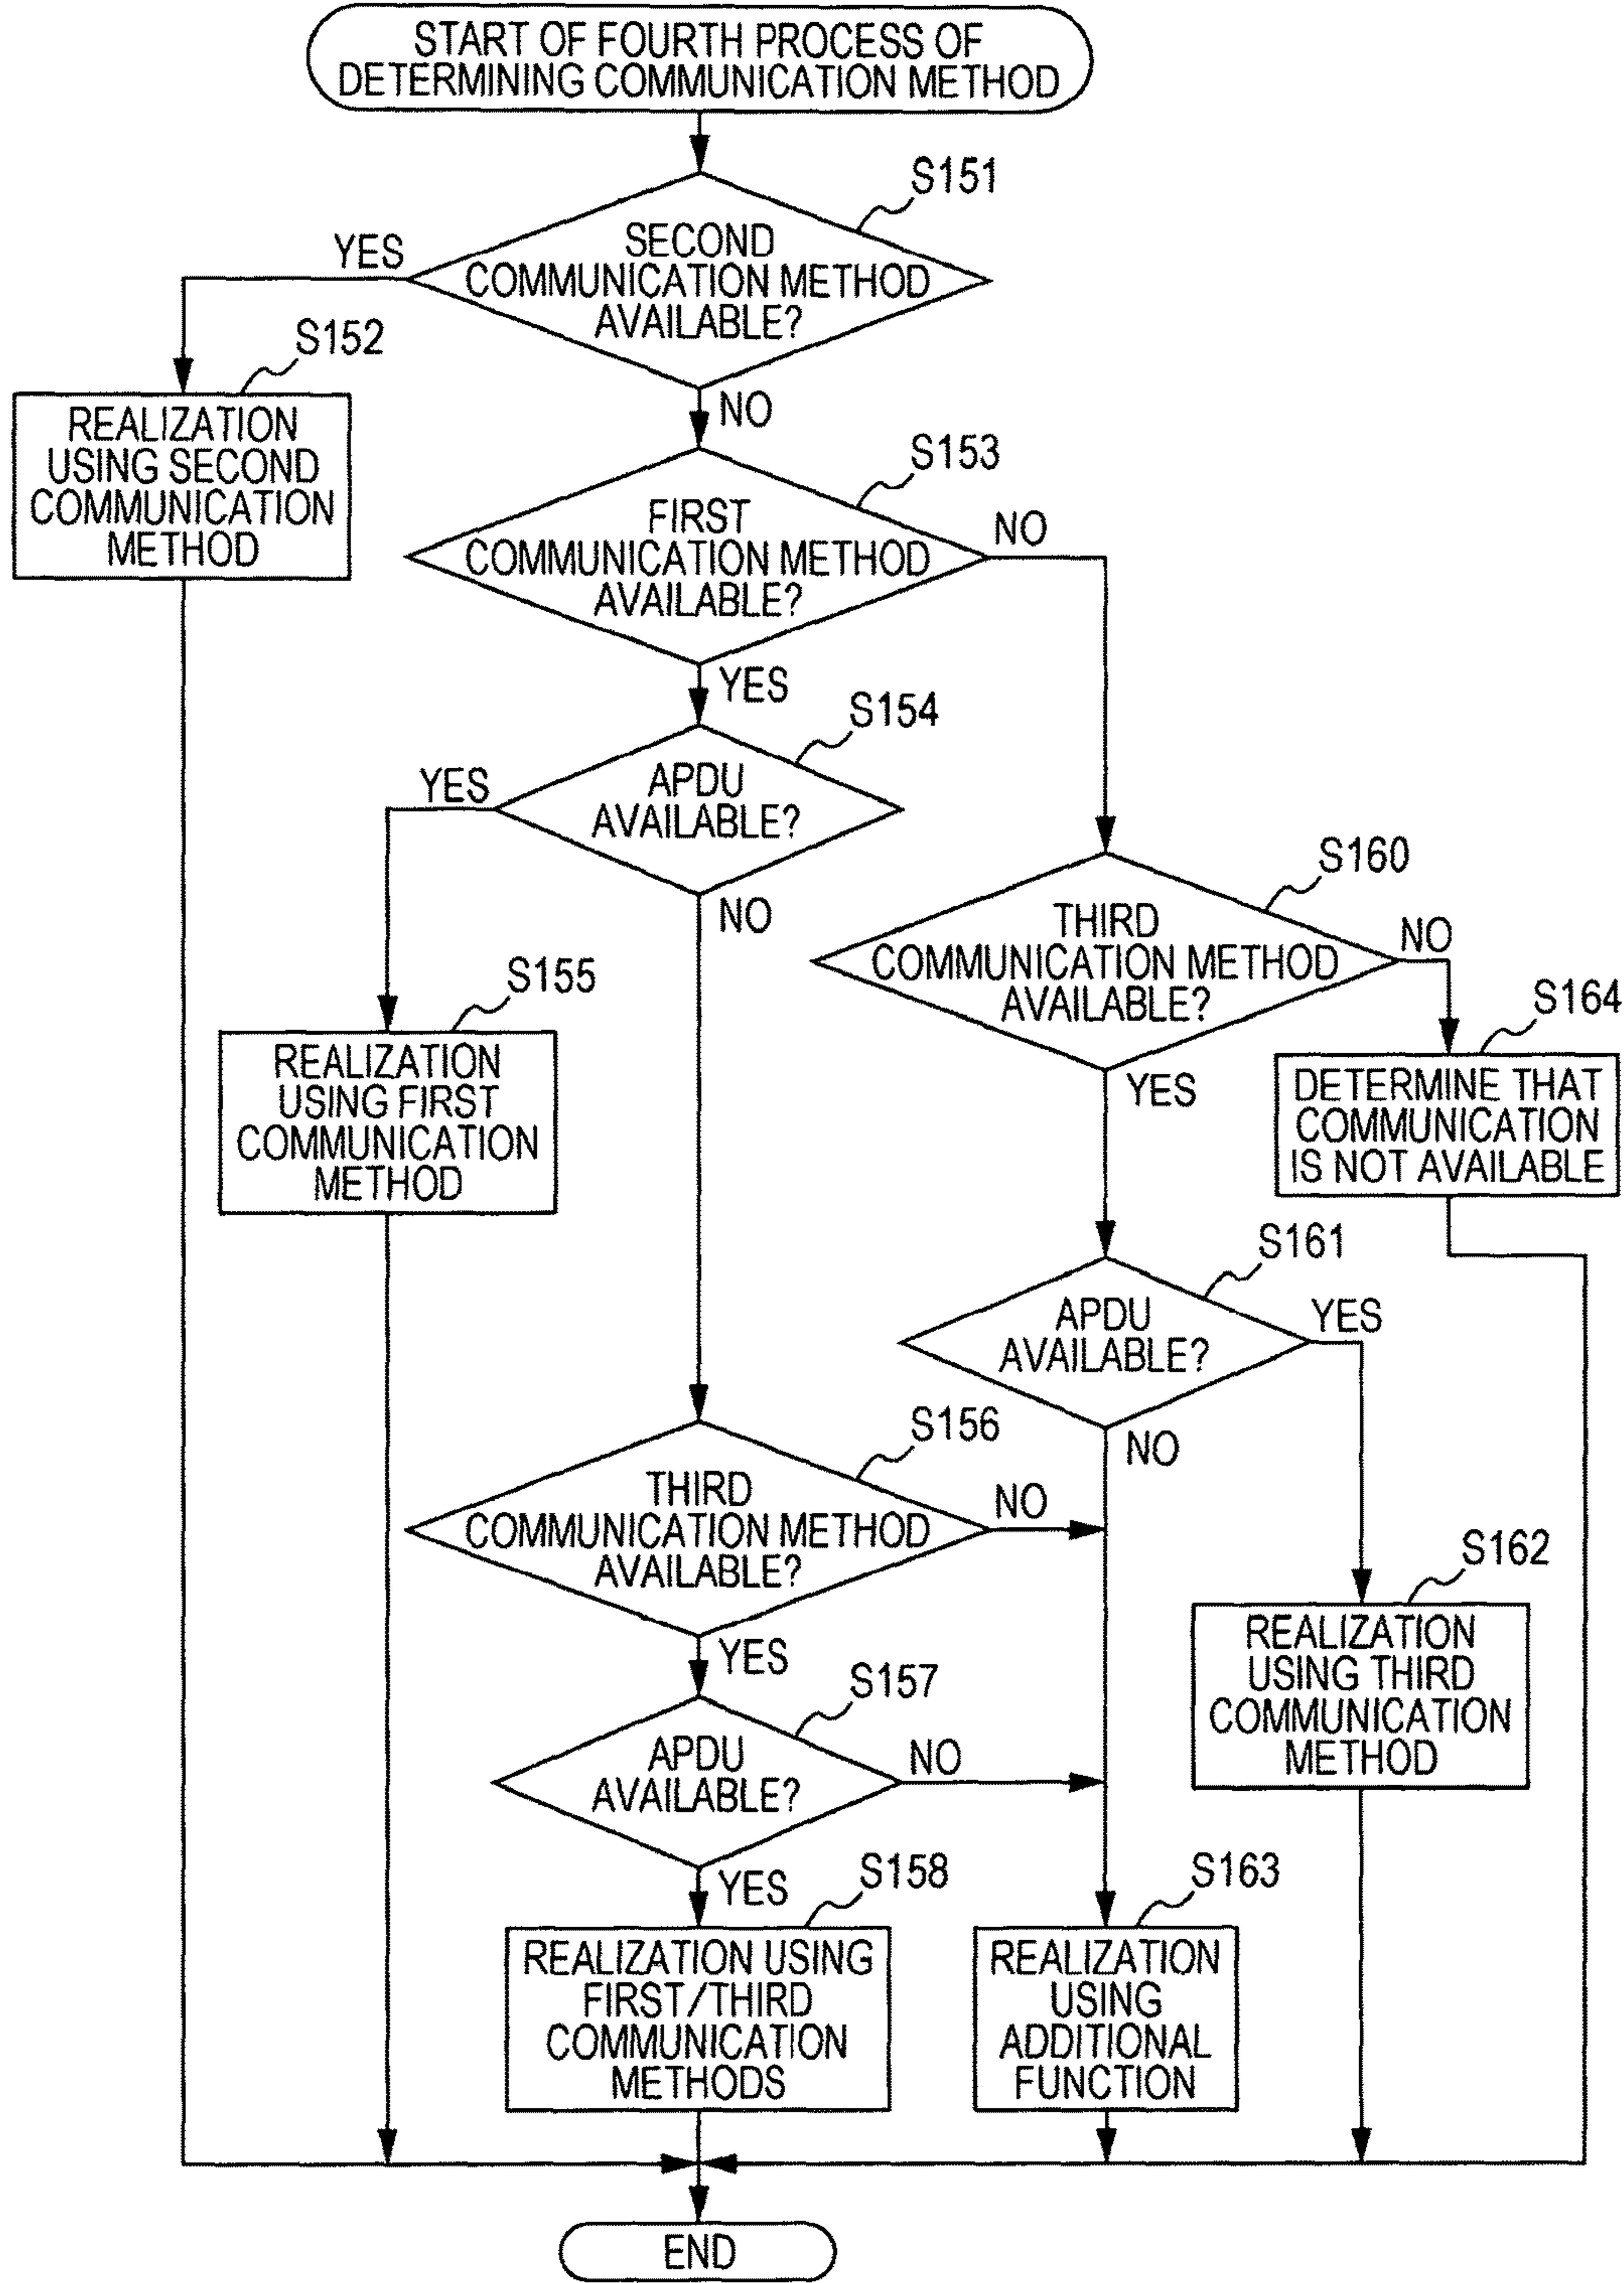 START OF FOURTH PROCESS OF
DETERMINING COMMUNICATION METHOD
S151
SECOND
COMMUNICATION METHOD
AVAILABLE?
YES
NO
S152
REALIZATION
USING SECOND
COMMUNICATION
METHOD
S153
FIRST
COMMUNICATION METHOD
AVAILABLE?
NO
YES
S154
APDU
AVAILABLE?
YES
NO
S155
REALIZATION
USING FIRST
COMMUNICATION
METHOD
S160
THIRD
COMMUNICATION METHOD
AVAILABLE?
NO
YES
S164
DETERMINE THAT
COMMUNICATION
IS NOT AVAILABLE
S161
APDU
AVAILABLE?
YES
NO
S156
THIRD
COMMUNICATION METHOD
AVAILABLE?
NO
YES
S162
REALIZATION
USING THIRD
COMMUNICATION
METHOD
S157
APDU
AVAILABLE?
NO
YES
S158
REALIZATION USING
FIRST/THIRD
COMMUNICATION
METHODS
S163
REALIZATION
USING
ADDITIONAL
FUNCTION
END